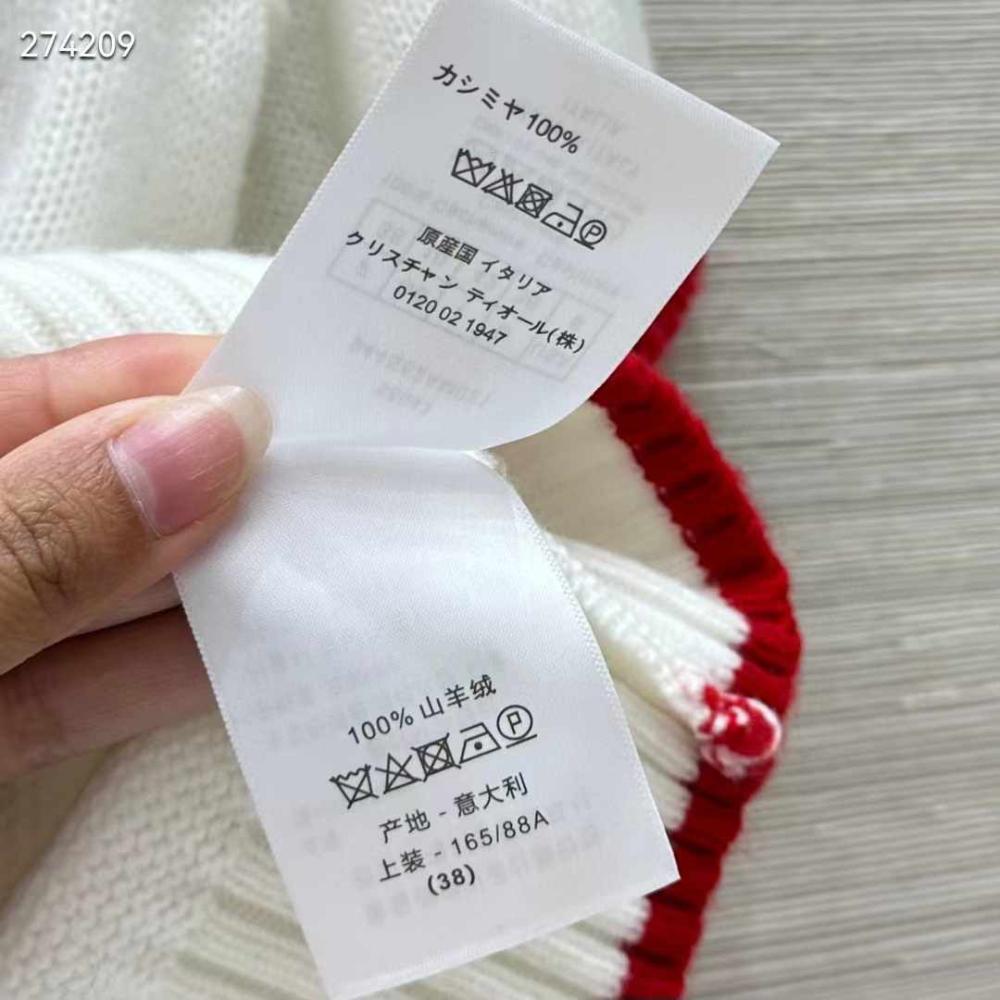 274209
カシミヤ100%
P
原産国 イタリア
クリスチャン ディオール(株)
0120 02 1947
100% 山羊绒
P
产地 - 意大利
上装 - 165/88A
(38)